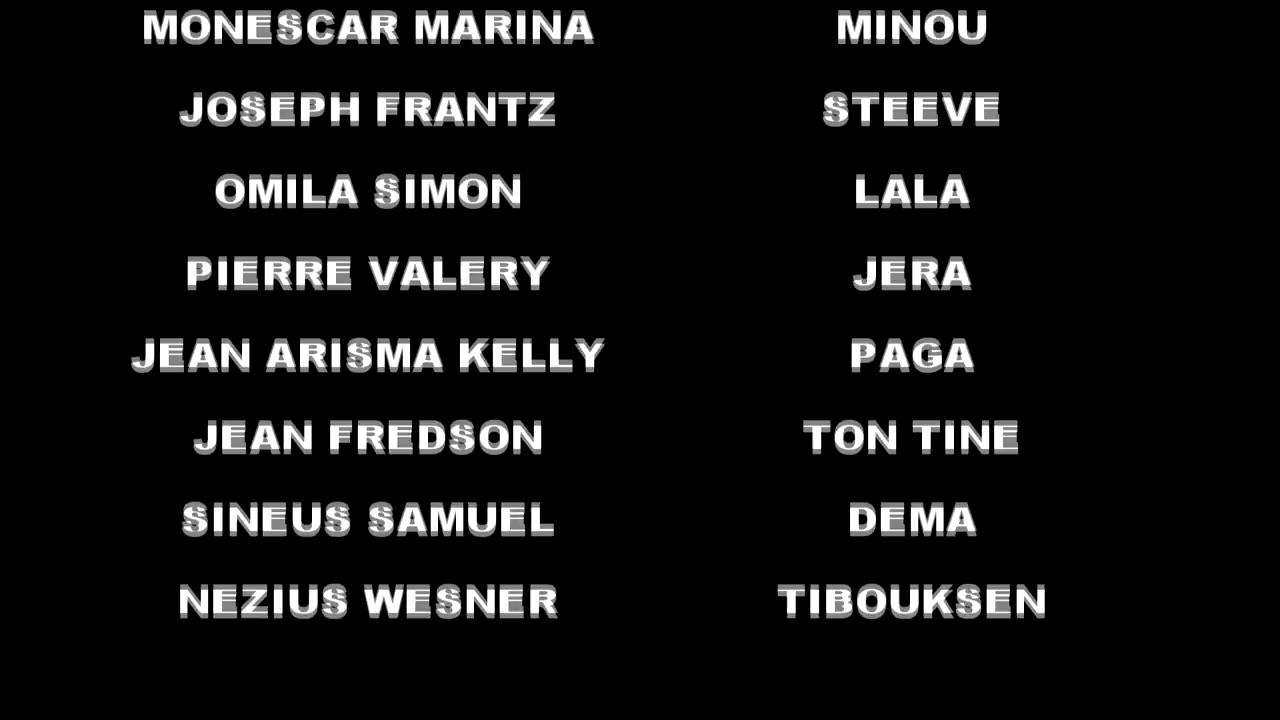 MONESCAR MARINA MINOU
JOSEPH FRANTZ STEEVE
OMILA SIMON LALA
PIERRE VALERY JERA
JEAN ARISMA KELLY PAGA
JEAN FREDSON TON TINE
SINEUS SAMUEL DEMA
NEZIUS WESNER TIBOUKSEN